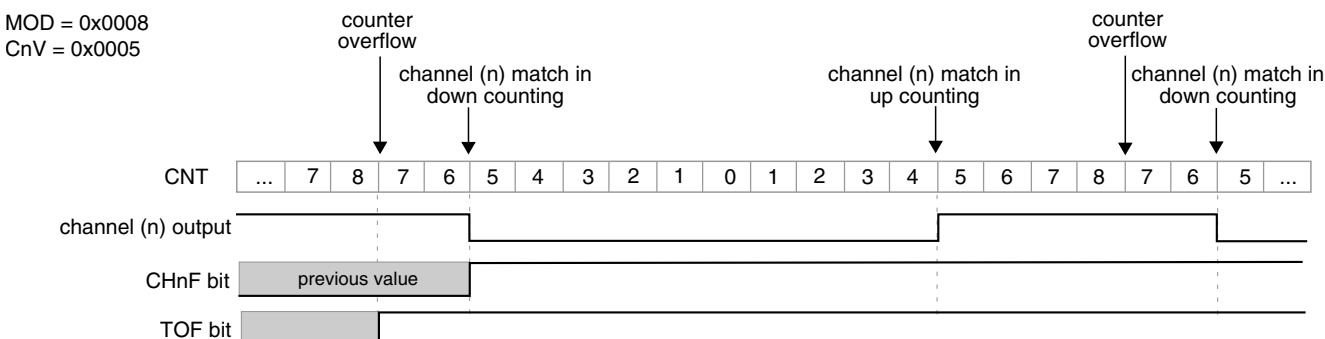 MOD = 0x0008
CnV = 0x0005
counter
overflow
channel (n) match in
down counting
channel (n) match in
up counting
counter
overflow
channel (n) match in
down counting
CNT ... 7 8 7 6 5 4 3 2 1 0 1 2 3 4 5 6 7 8 7 6 5 ...
channel (n) output
CHnF bit previous value
TOF bit